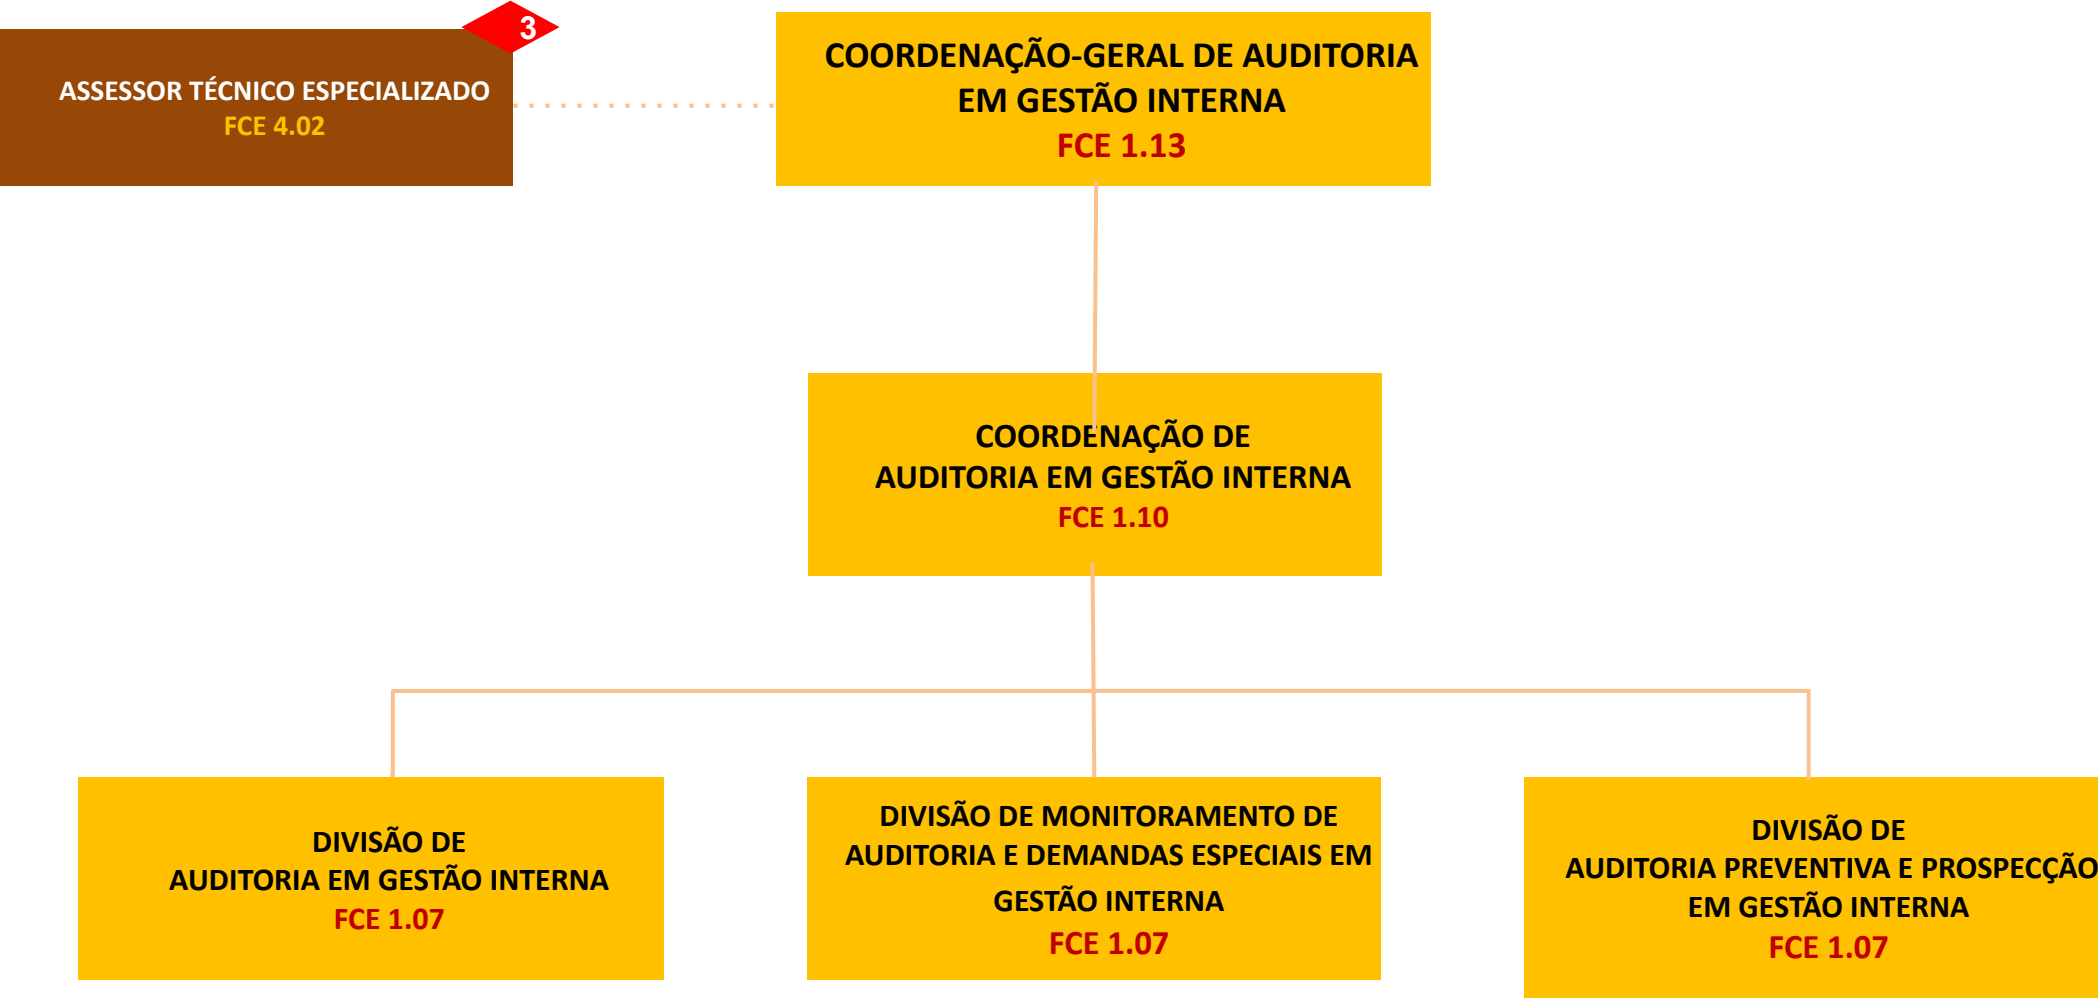 3
ASSESSOR TÉCNICO ESPECIALIZADO
FCE 4.02
COORDENAÇÃO-GERAL DE AUDITORIA
EM GESTÃO INTERNA
FCE 1.13
COORDENAÇÃO DE
AUDITORIA EM GESTÃO INTERNA
FCE 1.10
DIVISÃO DE
AUDITORIA EM GESTÃO INTERNA
FCE 1.07
DIVISÃO DE MONITORAMENTO DE
AUDITORIA E DEMANDAS ESPECIAIS EM
GESTÃO INTERNA
FCE 1.07
DIVISÃO DE
AUDITORIA PREVENTIVA E PROSPECÇÃO
EM GESTÃO INTERNA
FCE 1.07